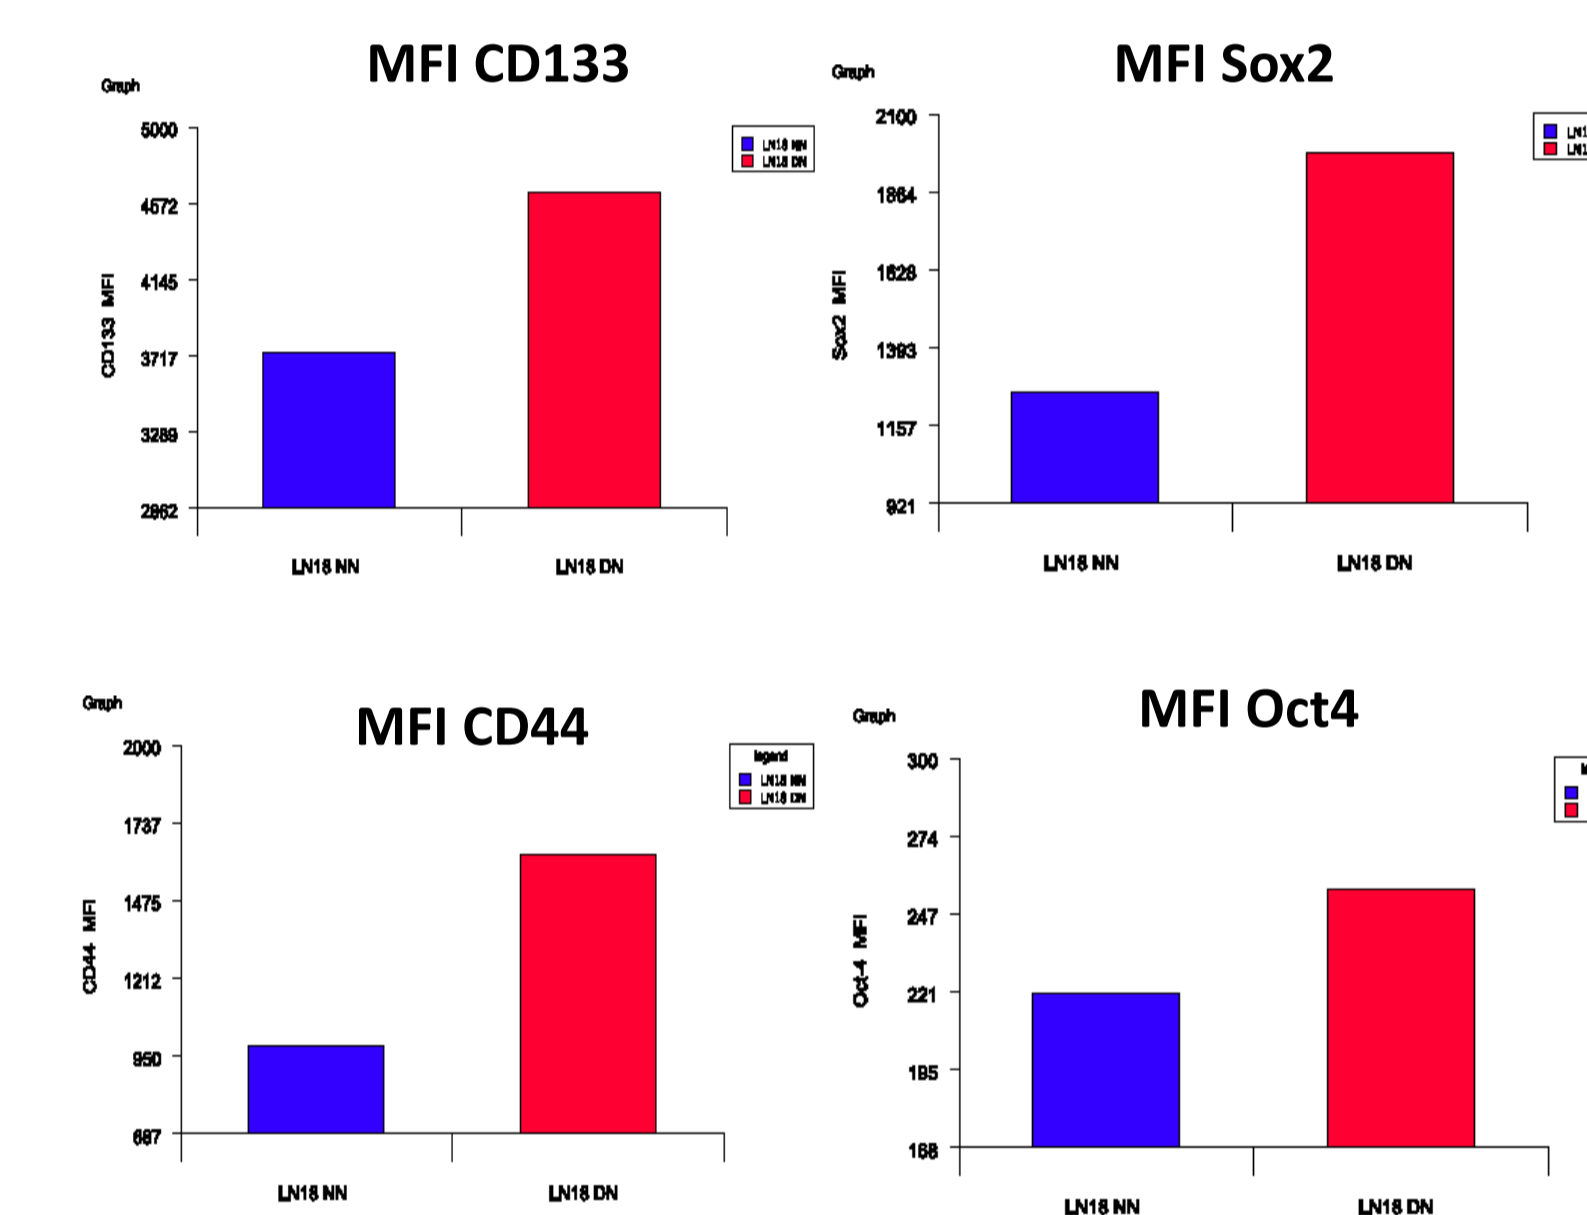 MFI CD133
Graph
5000
4572
4145
3717
3289
2862
CD133 MFI
LN18 NN
LN18 DN
LN18 NN
LN18 DN
MFI Sox2
Graph
2100
1864
1628
1393
1157
921
Sox2 MFI
LN18 NN
LN18 DN
MFI CD44
Graph
2000
1737
1475
1212
950
687
CD44 MFI
legend
LN18 NN
LN18 DN
LN18 NN
LN18 DN
MFI Oct4
Graph
300
274
247
221
195
168
Oct-4 MFI
LN18 NN
LN18 DN